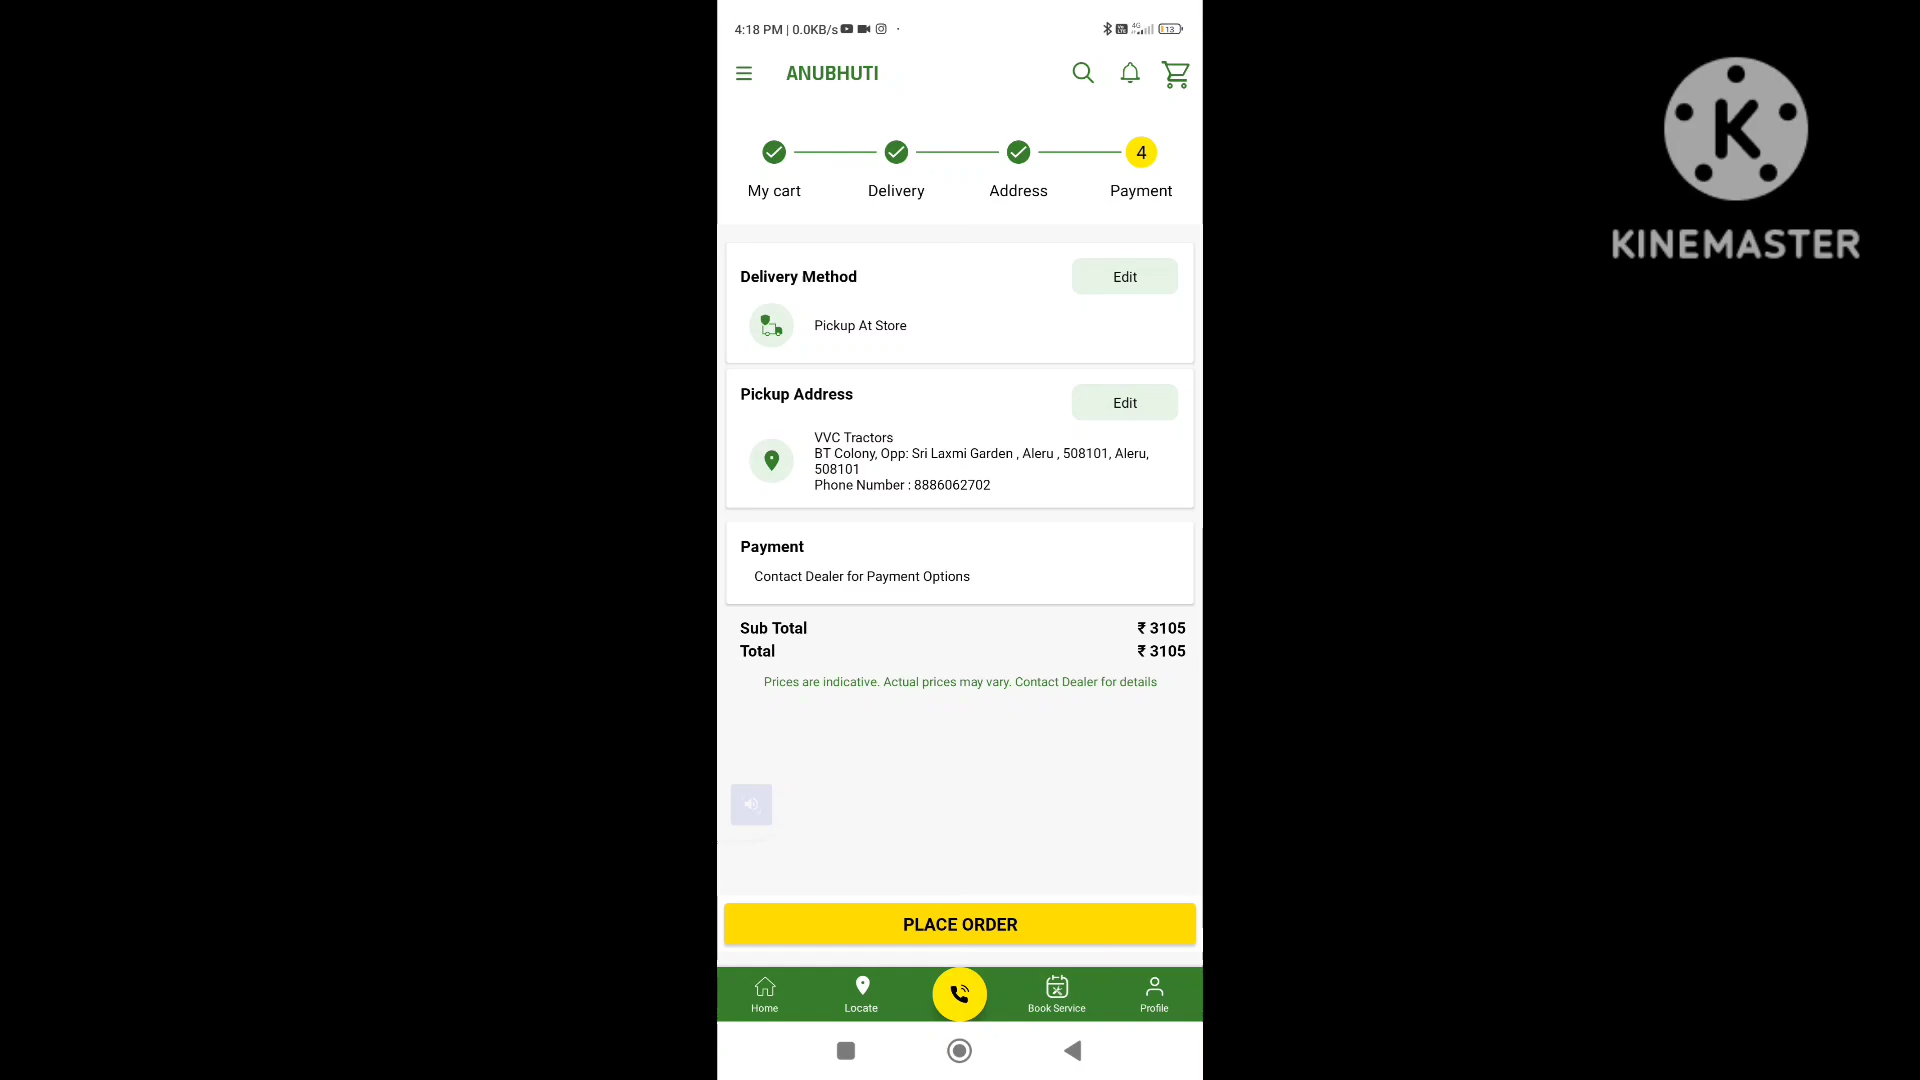 4:18 PM | 0.0KB/s
4G
13
ANUBHUTI
K
KINEMASTER
4
My cart
Delivery
Address
Payment
Delivery Method
Edit
Pickup At Store
Pickup Address
Edit
VVC Tractors
BT Colony, Opp: Sri Laxmi Garden , Aleru , 508101, Aleru,
508101
Phone Number : 8886062702
Payment
Contact Dealer for Payment Options
Sub Total ₹ 3105
Total ₹ 3105
Prices are indicative. Actual prices may vary. Contact Dealer for details
PLACE ORDER
Home
Locate
Book Service
Profile